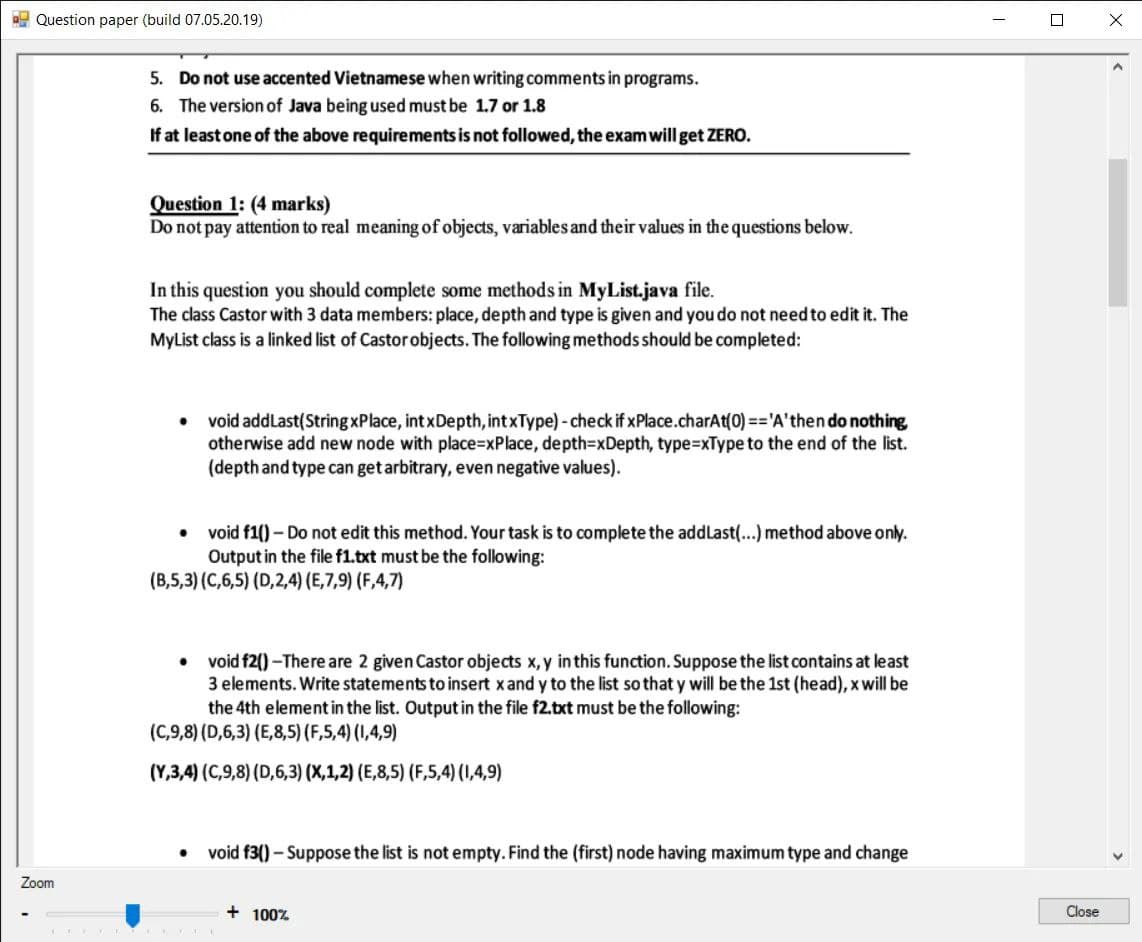 Question paper (build 07.05.20.19)
5. Do not use accented Vietnamese when writing comments in programs.
6. The version of Java being used must be 1.7 or 1.8
If at least one of the above requirements is not followed, the exam will get ZERO.
Question 1: (4 marks)
Do not pay attention to real meaning of objects, variables and their values in the questions below.
In this question you should complete some methods in MyList.java file.
The class Castor with 3 data members: place, depth and type is given and you do not need to edit it. The
MyList class is a linked list of Castor objects. The following methods should be completed:
• void addLast(String xPlace, int xDepth, int xType) - check if xPlace.charAt(0) == 'A' then do nothing,
otherwise add new node with place=xPlace, depth=xDepth, type=xType to the end of the list.
(depth and type can get arbitrary, even negative values).
• void f1() – Do not edit this method. Your task is to complete the addLast(...) method above only.
Output in the file f1.txt must be the following:
(B,5,3) (C,6,5) (D,2,4) (E,7,9) (F,4,7)
• void f2() –There are 2 given Castor objects x, y in this function. Suppose the list contains at least
3 elements. Write statements to insert x and y to the list so that y will be the 1st (head), x will be
the 4th element in the list. Output in the file f2.txt must be the following:
(C,9,8) (D,6,3) (E,8,5) (F,5,4) (I,4,9)
(Y,3,4) (C,9,8) (D,6,3) (X,1,2) (E,8,5) (F,5,4) (I,4,9)
• void f3() – Suppose the list is not empty. Find the (first) node having maximum type and change
Zoom
- + 100%
Close